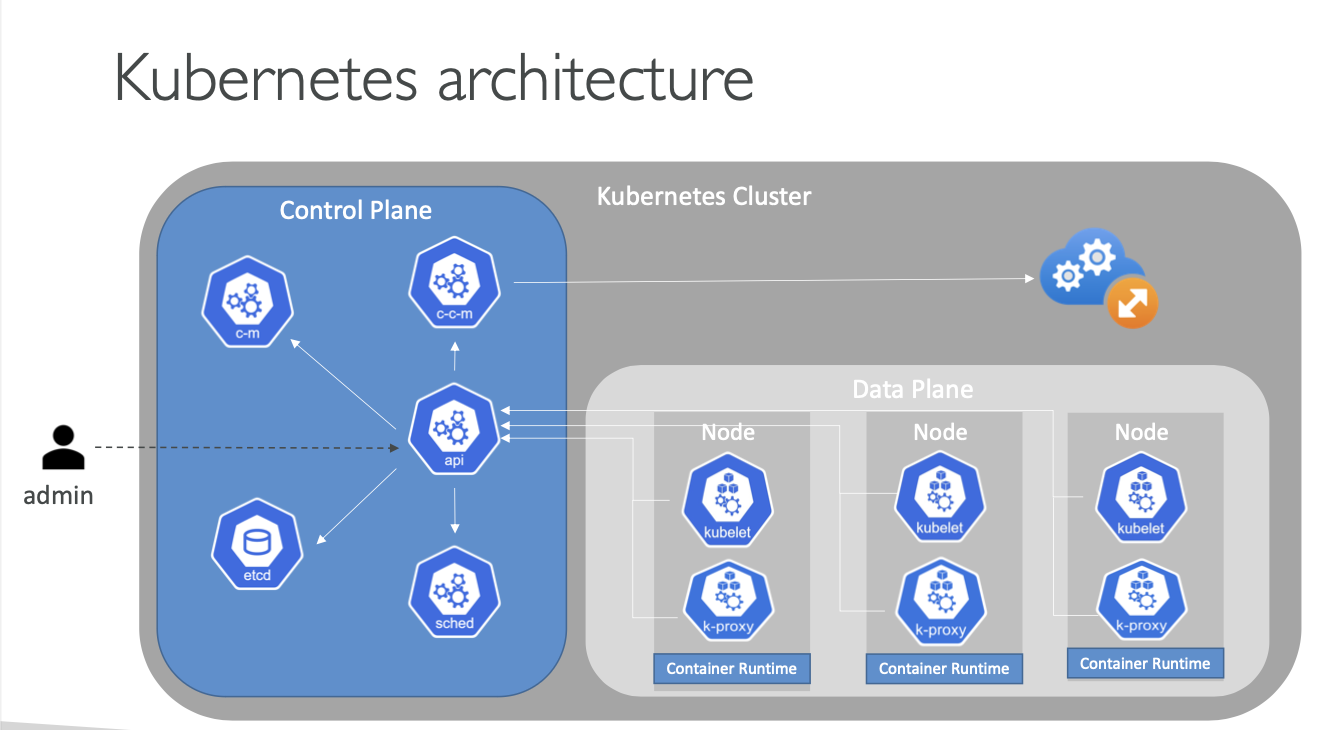 Kubernetes architecture
Kubernetes Cluster
Control Plane
c-m
c-c-m
api
etcd
sched
admin
Data Plane
Node
kubelet
k-proxy
Container Runtime
Node
kubelet
k-proxy
Container Runtime
Node
kubelet
k-proxy
Container Runtime